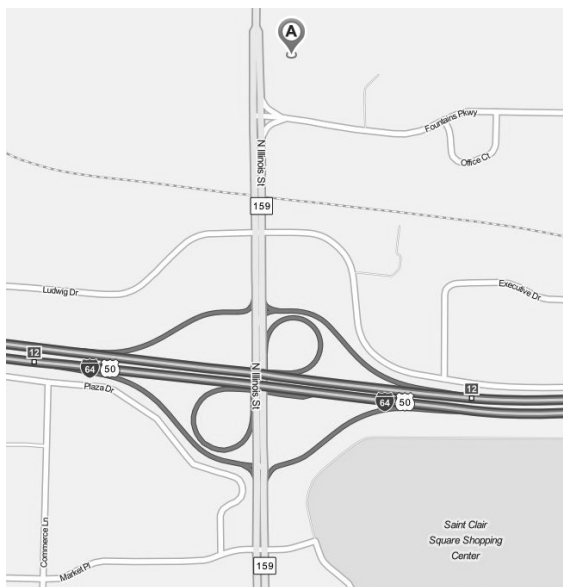 A
Fountains Pkwy
Office Ct
N Illinois St
159
Ludwig Dr
Executive Dr
12
64
50
Plaza Dr
N Illinois St
12
64
50
Commerce Ln
Saint Clair
Square Shopping
Center
Market Pl
159